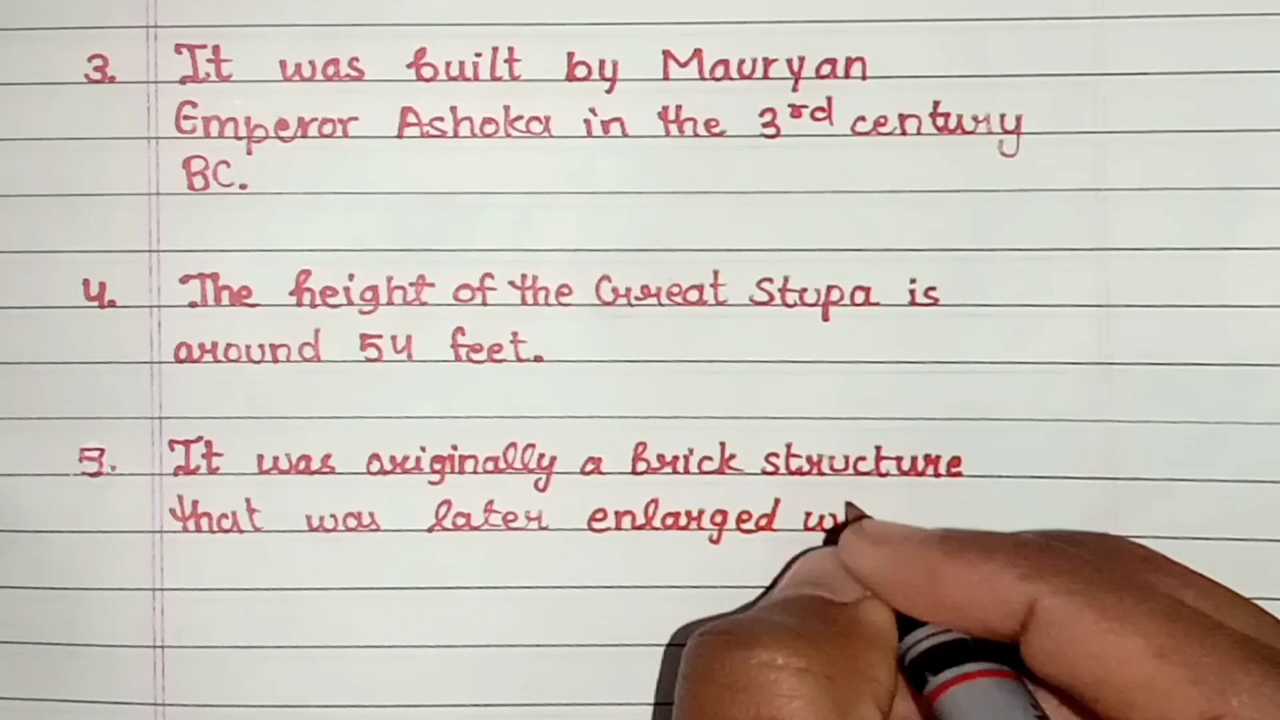 3. It was built by Mauryan
Emperor Ashoka in the 3rd century
BC.
4. The height of the Great Stupa is
around 54 feet.
5. It was originally a Brick structure
that was later enlarged